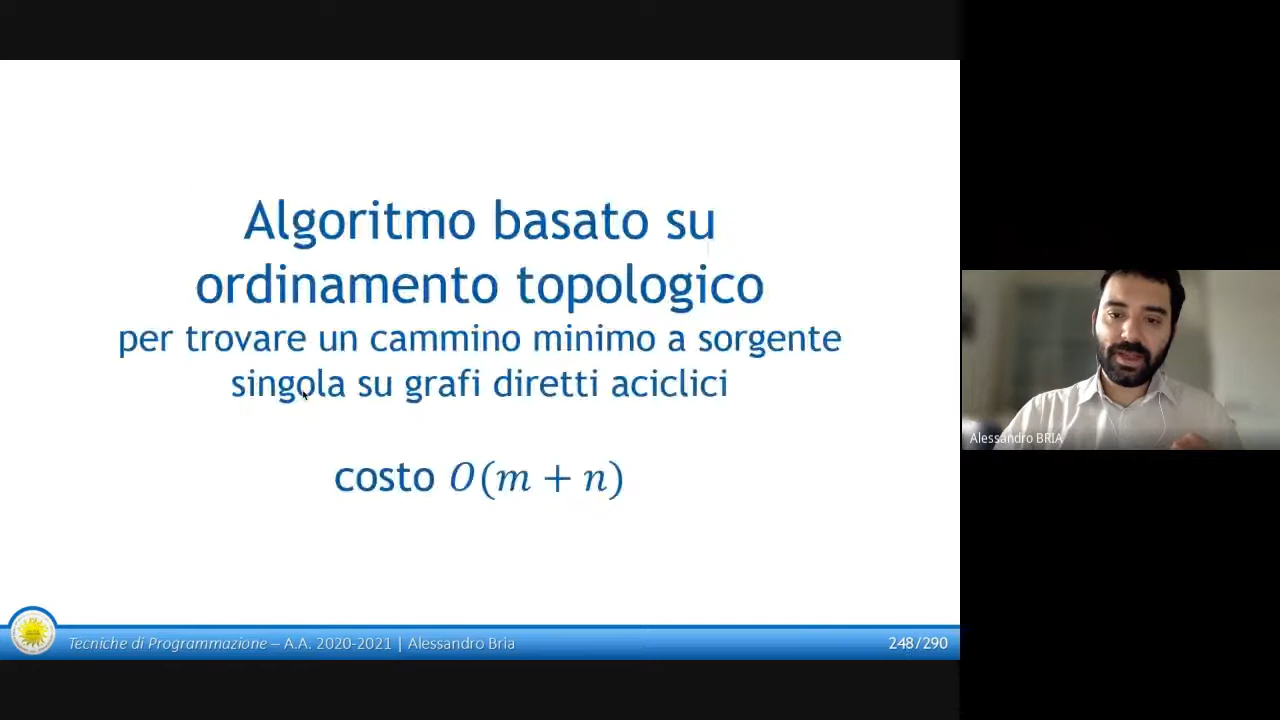 Algoritmo basato su
ordinamento topologico
per trovare un cammino minimo a sorgente
singola su grafi diretti aciclici
costo O(m + n)
Alessandro BRIA
Tecniche di Programmazione – A.A. 2020-2021 | Alessandro Bria
248/290